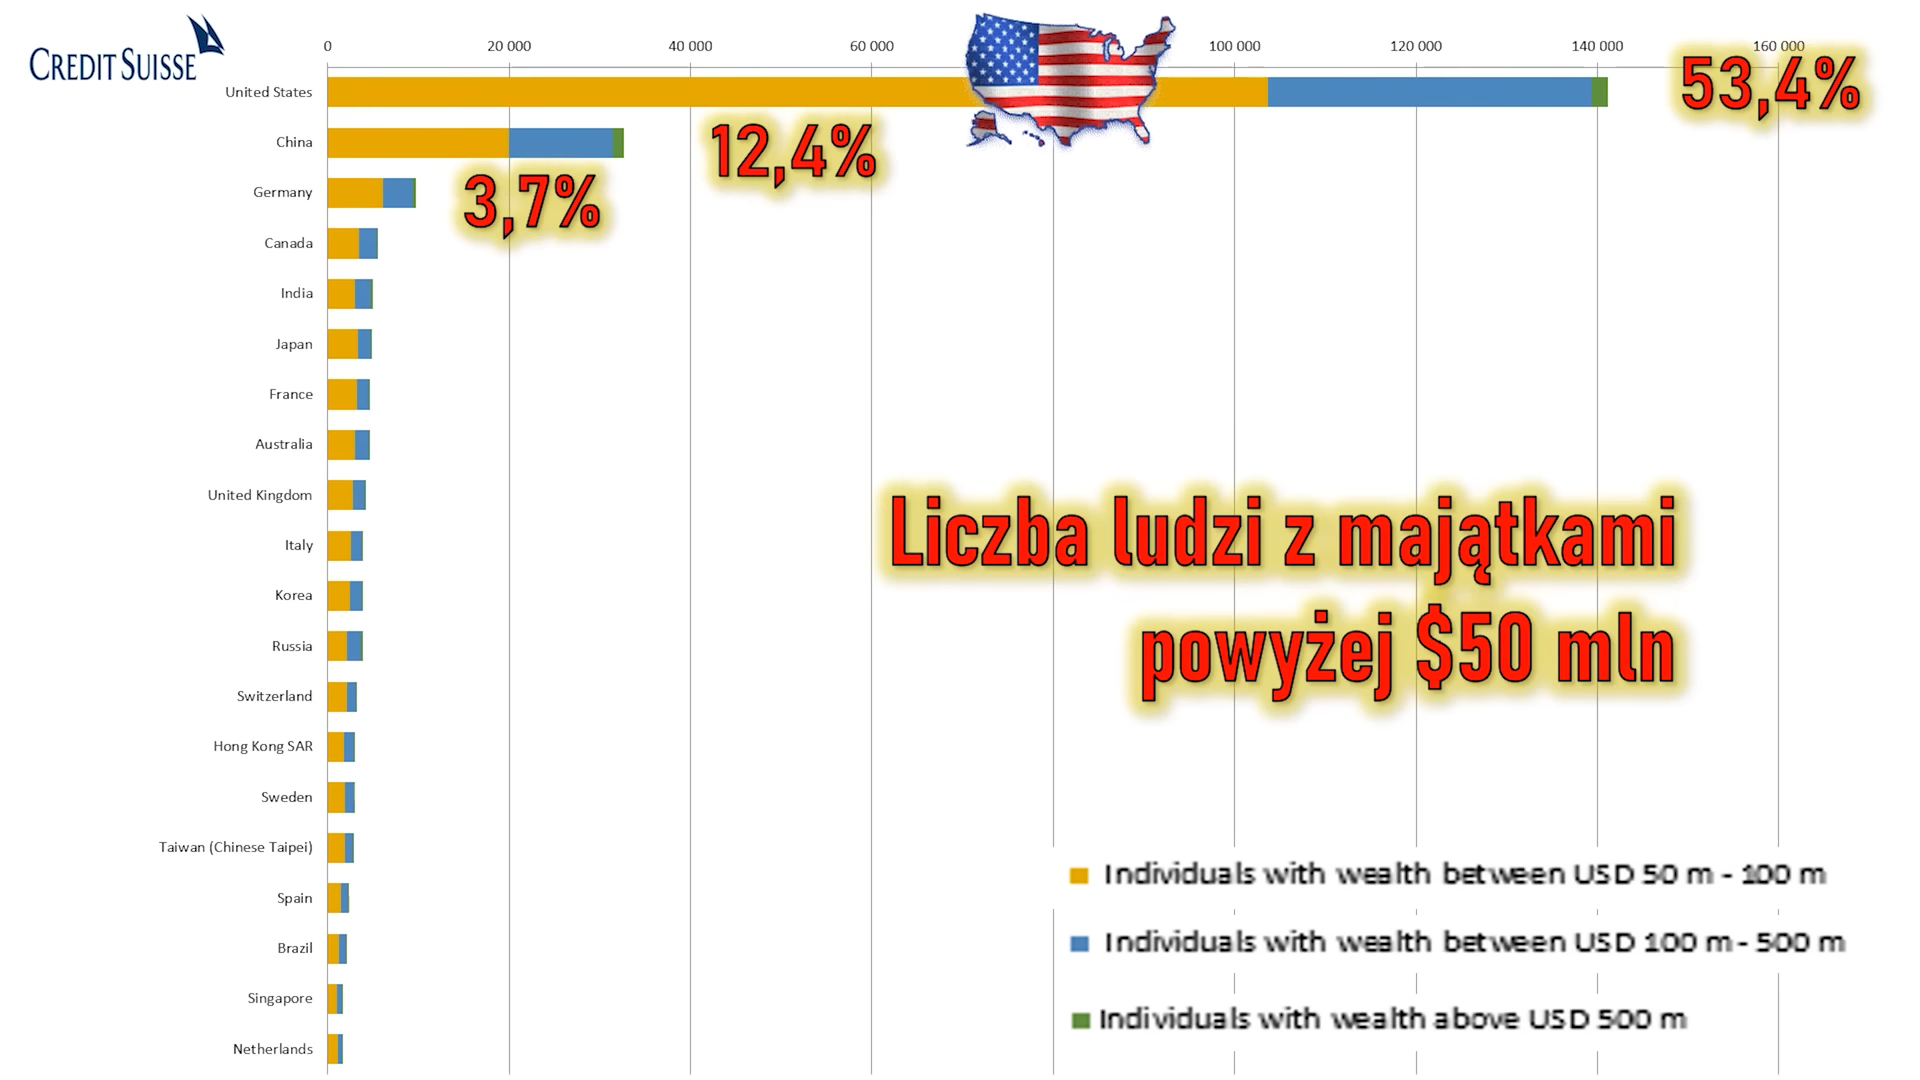 CREDIT SUISSE
0 20 000 40 000 60 000 100 000 120 000 140 000 160 000
United States 53,4%
China 12,4%
Germany 3,7%
Canada
India
Japan
France
Australia
United Kingdom
Liczba ludzi z majątkami
Italy
Korea
powyżej $50 mln
Russia
Switzerland
Hong Kong SAR
Sweden
Taiwan (Chinese Taipei)
Spain
Brazil
Singapore
Netherlands
Individuals with wealth between USD 50 m - 100 m
Individuals with wealth between USD 100 m - 500 m
Individuals with wealth above USD 500 m